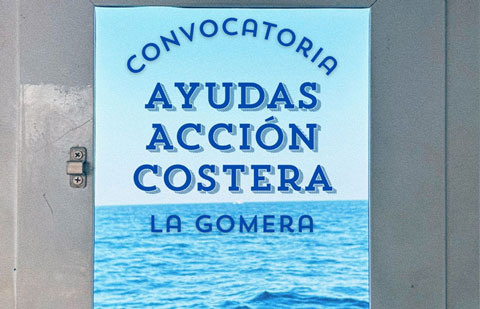 CONVOCATORIA
AYUDAS
ACCIÓN
COSTERA
LA GOMERA